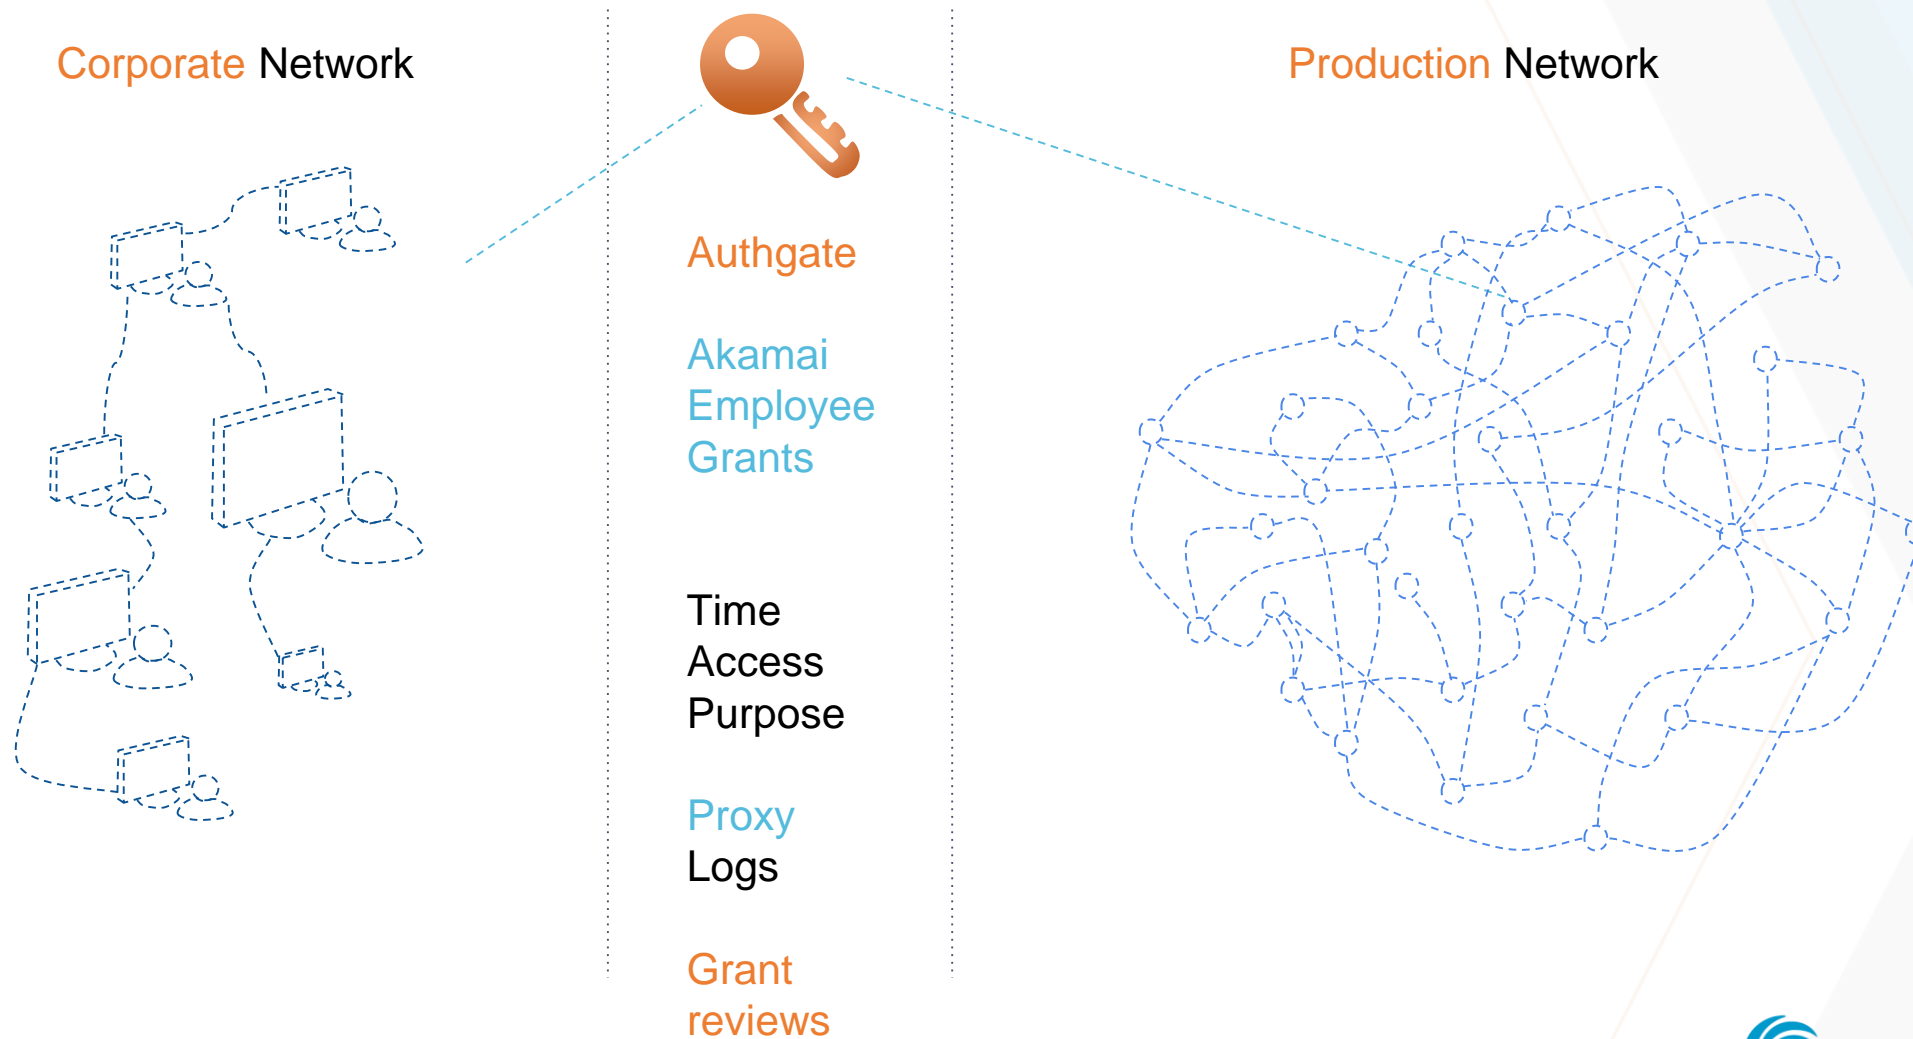 Corporate Network
Production Network
Authgate
Akamai
Employee
Grants
Time
Access
Purpose
Proxy
Logs
Grant
reviews